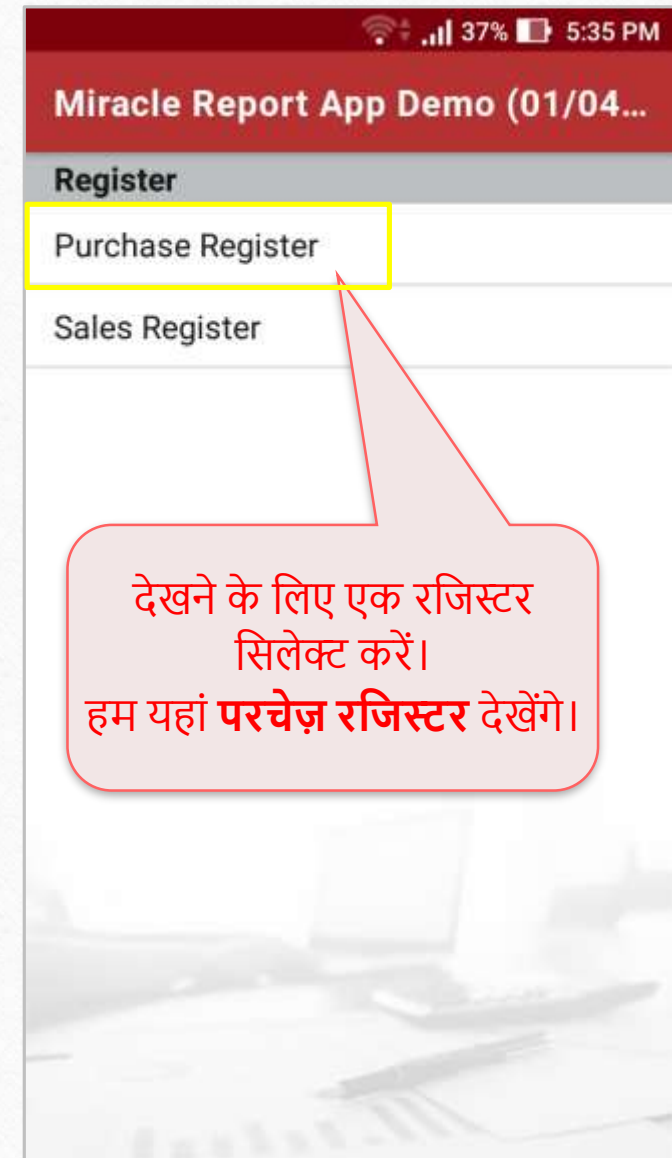 37% 5:35 PM
Miracle Report App Demo (01/04...
Register
Purchase Register
Sales Register
देखने के लिए एक रजिस्टर
सिलेक्ट करें।
हम यहां परचेज़ रजिस्टर देखेंगे।